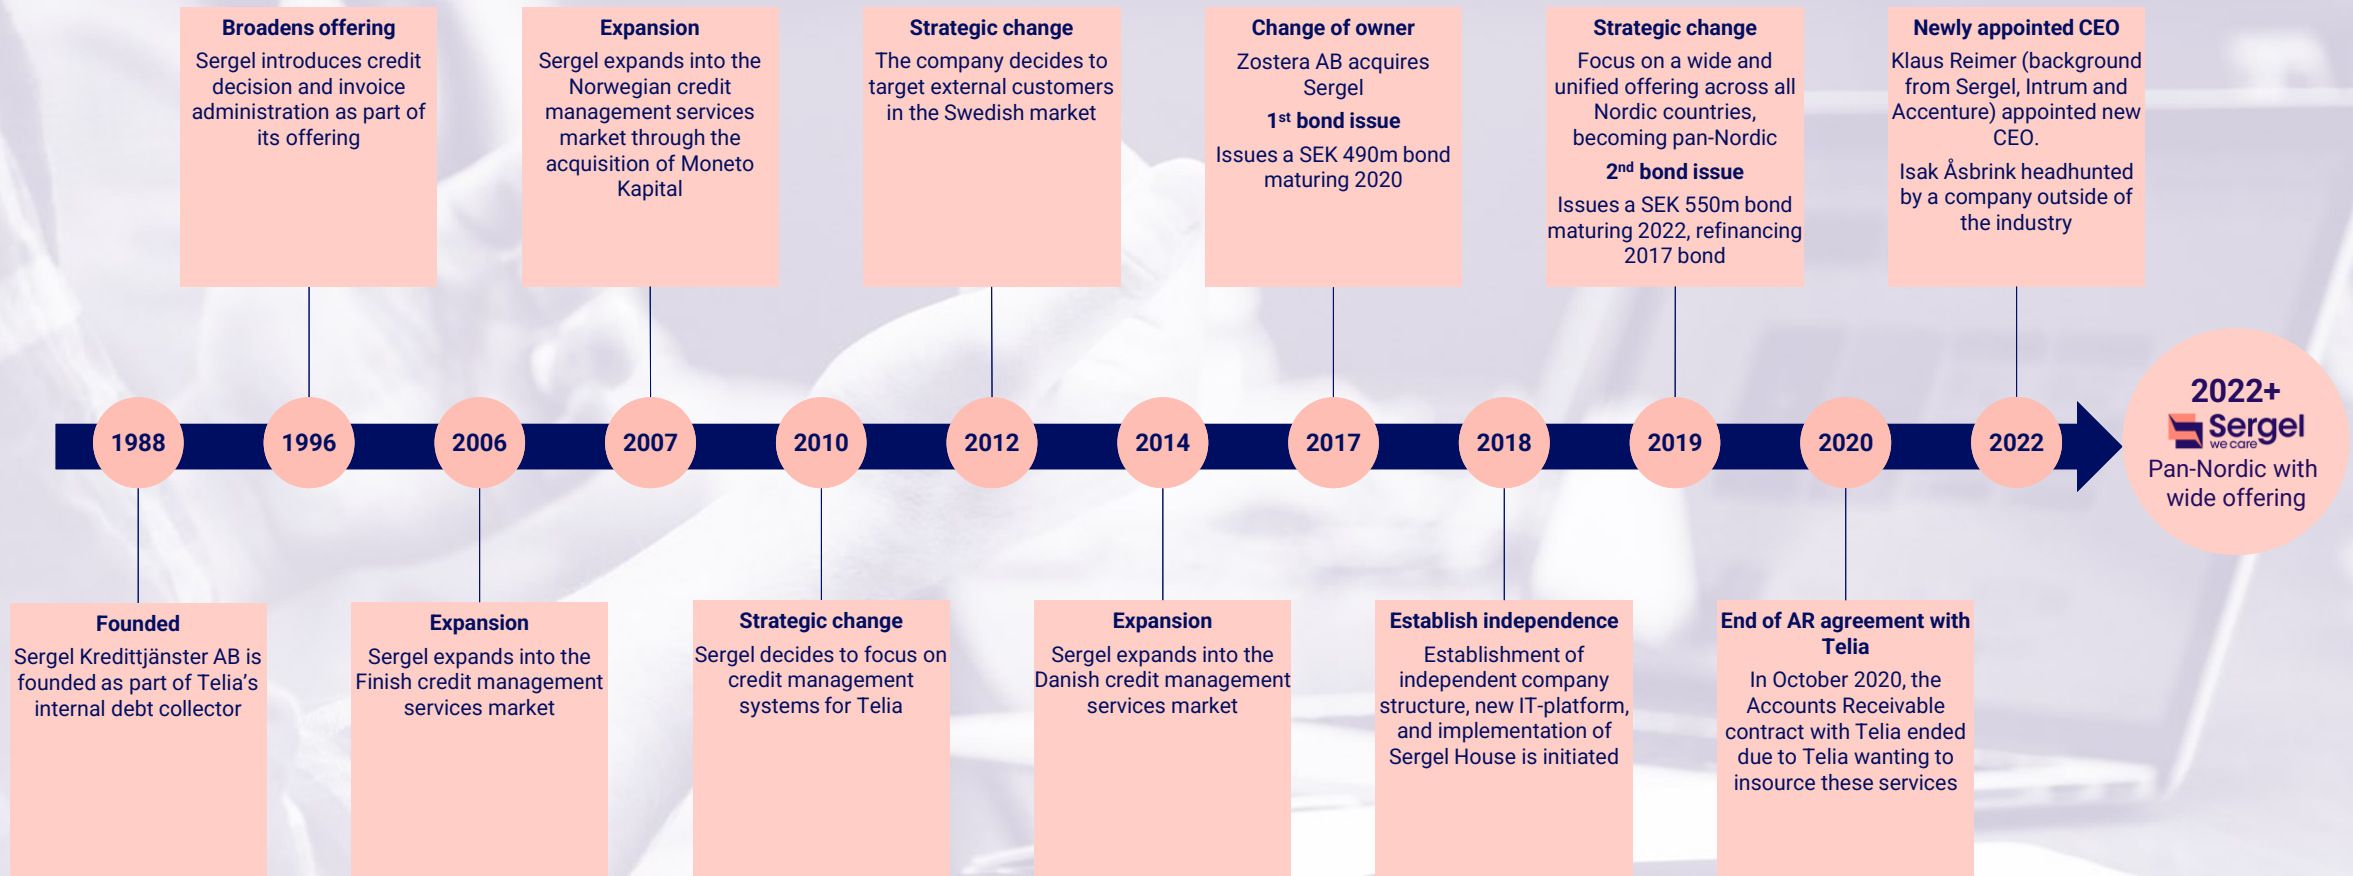 Broadens offering
Sergel introduces credit
decision and invoice
administration as part of
its offering
Expansion
Sergel expands into the
Norwegian credit
management services
market through the
acquisition of Moneto
Kapital
Strategic change
The company decides to
target external customers
in the Swedish market
Change of owner
Zostera AB acquires
Sergel
1st bond issue
Issues a SEK 490m bond
maturing 2020
Strategic change
Focus on a wide and
unified offering across all
Nordic countries,
becoming pan-Nordic
2nd bond issue
Issues a SEK 550m bond
maturing 2022, refinancing
2017 bond
Newly appointed CEO
Klaus Reimer (background
from Sergel, Intrum and
Accenture) appointed new
CEO.
Isak Åsbrink headhunted
by a company outside of
the industry
1988
1996
2006
2007
2010
2012
2014
2017
2018
2019
2020
2022
2022+
Sergel
we care
Pan-Nordic with
wide offering
Founded
Sergel Kredittjänster AB is
founded as part of Telia's
internal debt collector
Expansion
Sergel expands into the
Finish credit management
services market
Strategic change
Sergel decides to focus on
credit management
systems for Telia
Expansion
Sergel expands into the
Danish credit management
services market
Establish independence
Establishment of
independent company
structure, new IT-platform,
and implementation of
Sergel House is initiated
End of AR agreement with
Telia
In October 2020, the
Accounts Receivable
contract with Telia ended
due to Telia wanting to
insource these services